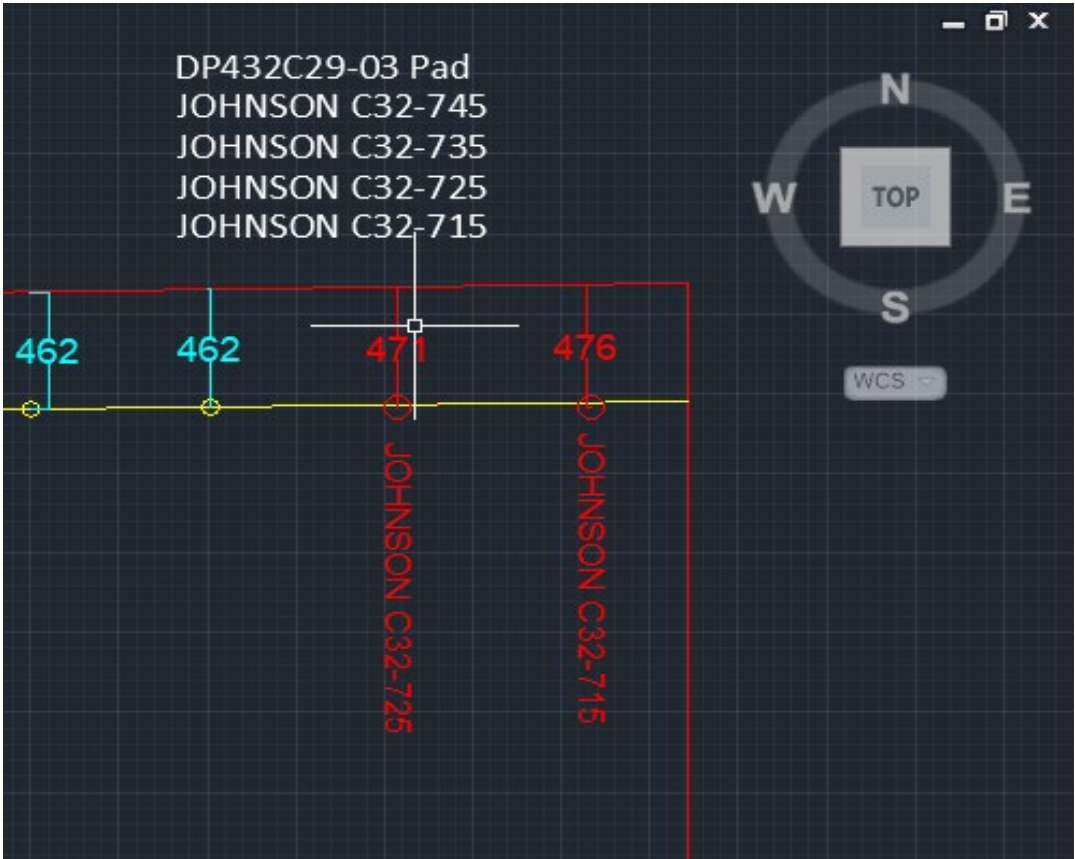 DP432C29-03 Pad
JOHNSON C32-745
JOHNSON C32-735
JOHNSON C32-725
JOHNSON C32-715
N
W TOP E
S
WCS
462 462 471 476
JOHNSON C32-725
JOHNSON C32-715